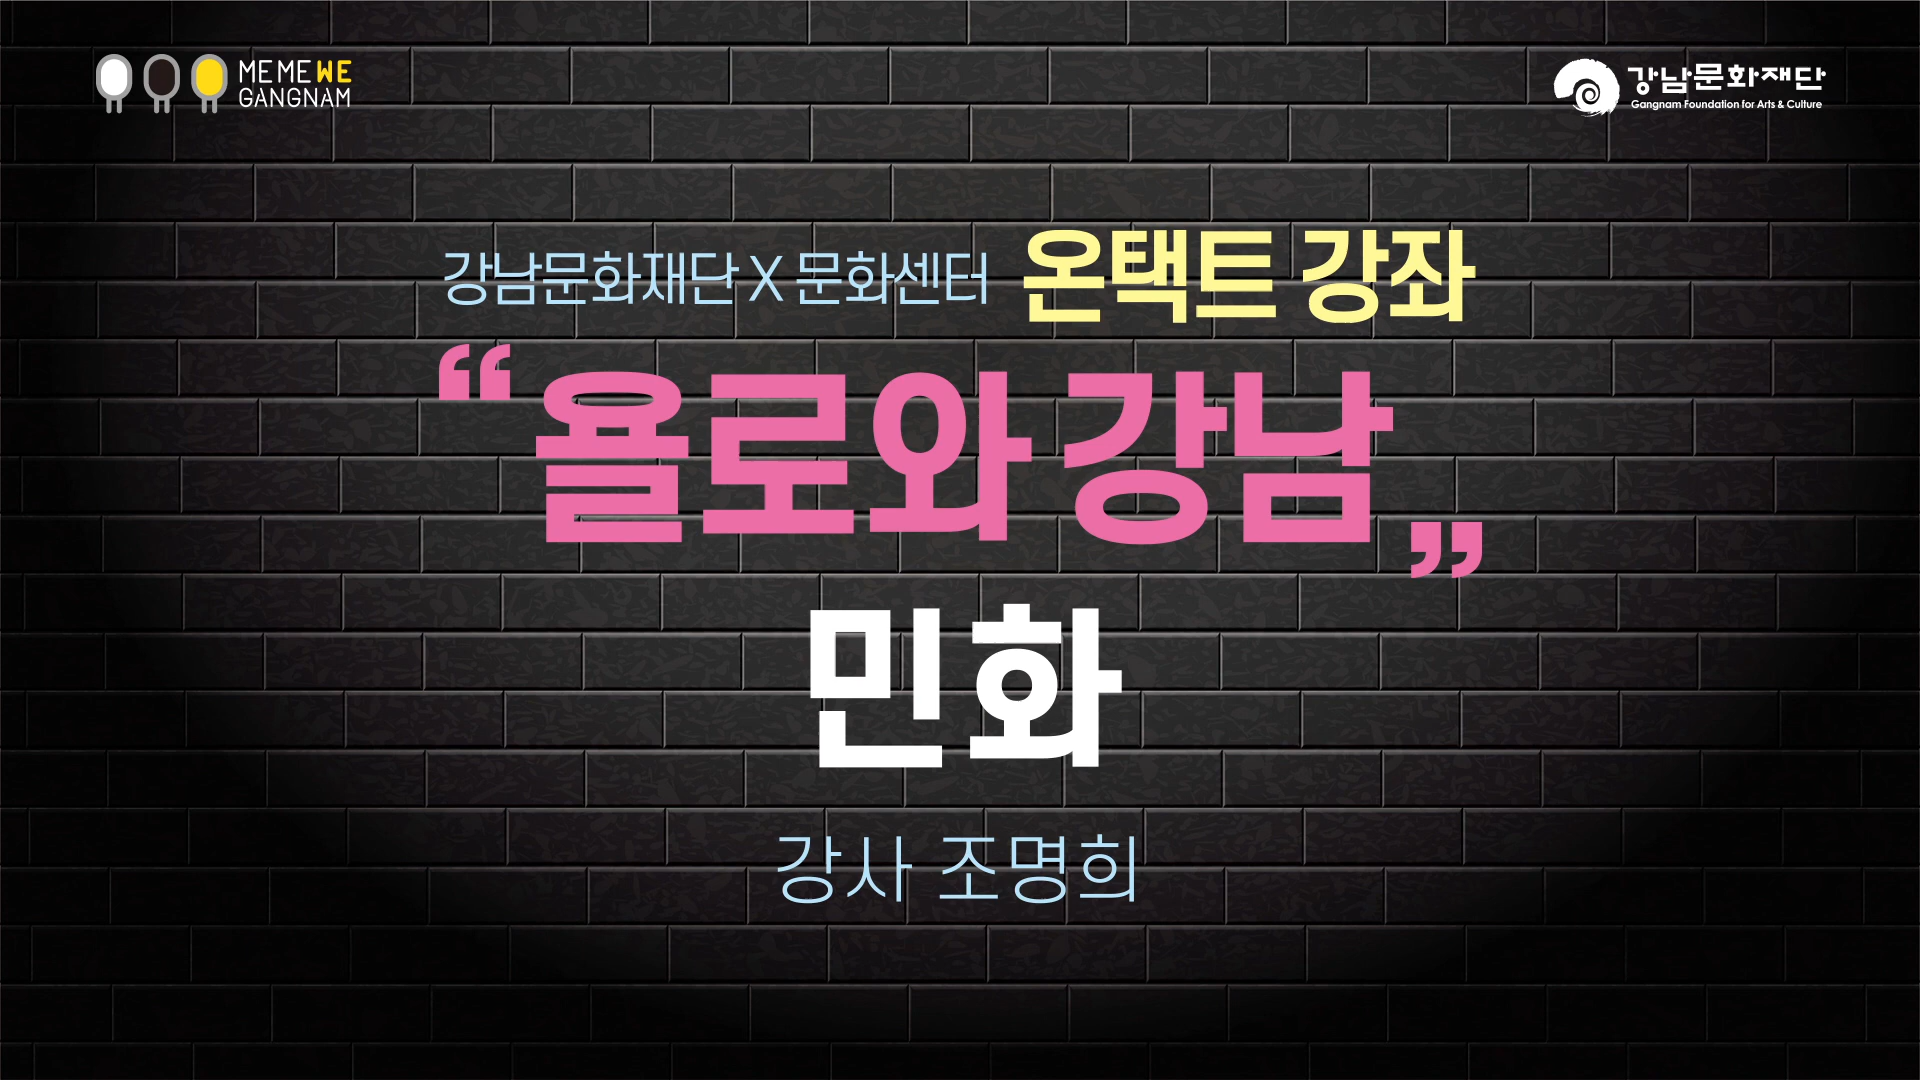 MEMEWE
GANGNAM
강남문화재단
Gangnam Foundation for Arts & Culture
강남문화재단 X 문화센터 온택트 강좌
“욜로와 강남”
민화
강사 조명희